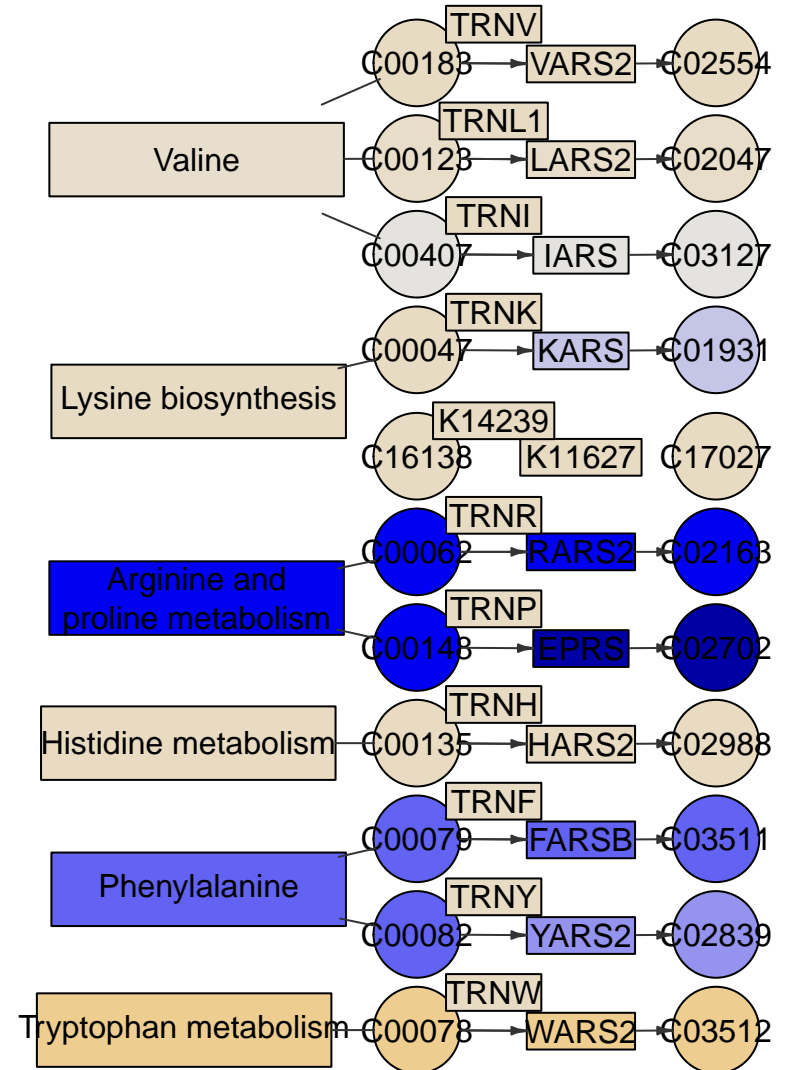 TRNV
C00183
VARS2
C02554
TRNL1
Valine
C00123
LARS2
C02047
TRNI
C00407
IARS
C03127
TRNK
C00047
KARS
C01931
Lysine biosynthesis
K14239
C16138
K11627
C17027
TRNR
C00062
RARS2
C02163
Arginine and
proline metabolism
TRNP
C00148
EPRS
C02702
TRNH
Histidine metabolism
C00135
HARS2
C02988
TRNF
C00079
FARSB
C03511
Phenylalanine
TRNY
C00082
YARS2
C02839
TRNW
Tryptophan metabolism
C00078
WARS2
C03512